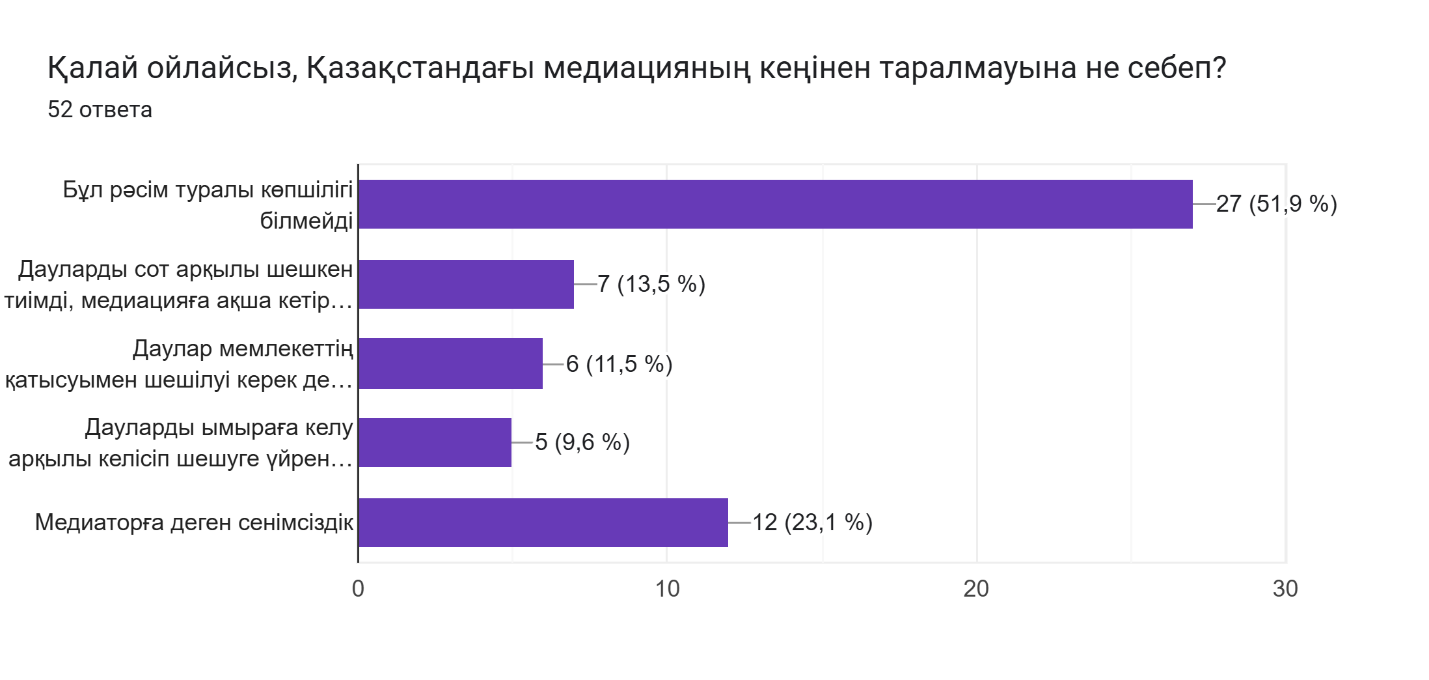 Қалай ойлайсыз, Қазақстандағы медиацияның кеңінен таралмауына не себеп?
52 ответа
Бұл рәсім туралы көпшілігі
білмейді
27 (51,9 %)
Дауларды сот арқылы шешкен
тиімді, медиацияға ақша кетір…
7 (13,5 %)
Даулар мемлекеттің
қатысуымен шешілуі керек де…
6 (11,5 %)
Дауларды ымыраға келу
арқылы келісіп шешуге үйрен…
5 (9,6 %)
Медиаторға деген сенімсіздік
12 (23,1 %)
0
10
20
30